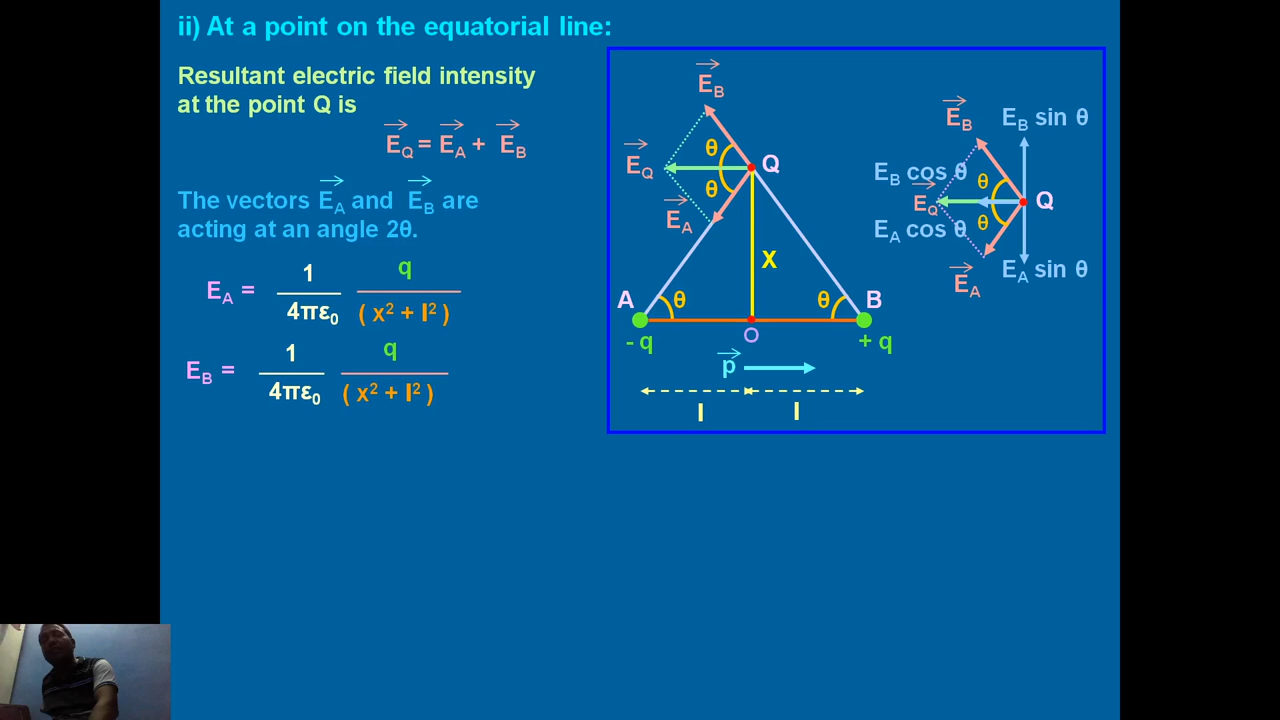 ii) At a point on the equatorial line:
Resultant electric field intensity
at the point Q is
E_Q = E_A + E_B
The vectors E_A and E_B are
acting at an angle 2θ.
E_A = 1 / 4πε₀ q / ( x² + l² )
E_B = 1 / 4πε₀ q / ( x² + l² )
E_B
θ
Q
E_Q
θ
E_A
X
A
θ
θ
B
- q
O
+ q
p
l
l
E_B
E_B sin θ
E_B cos θ
θ
E_Q
Q
E_A cos θ
θ
E_A
E_A sin θ